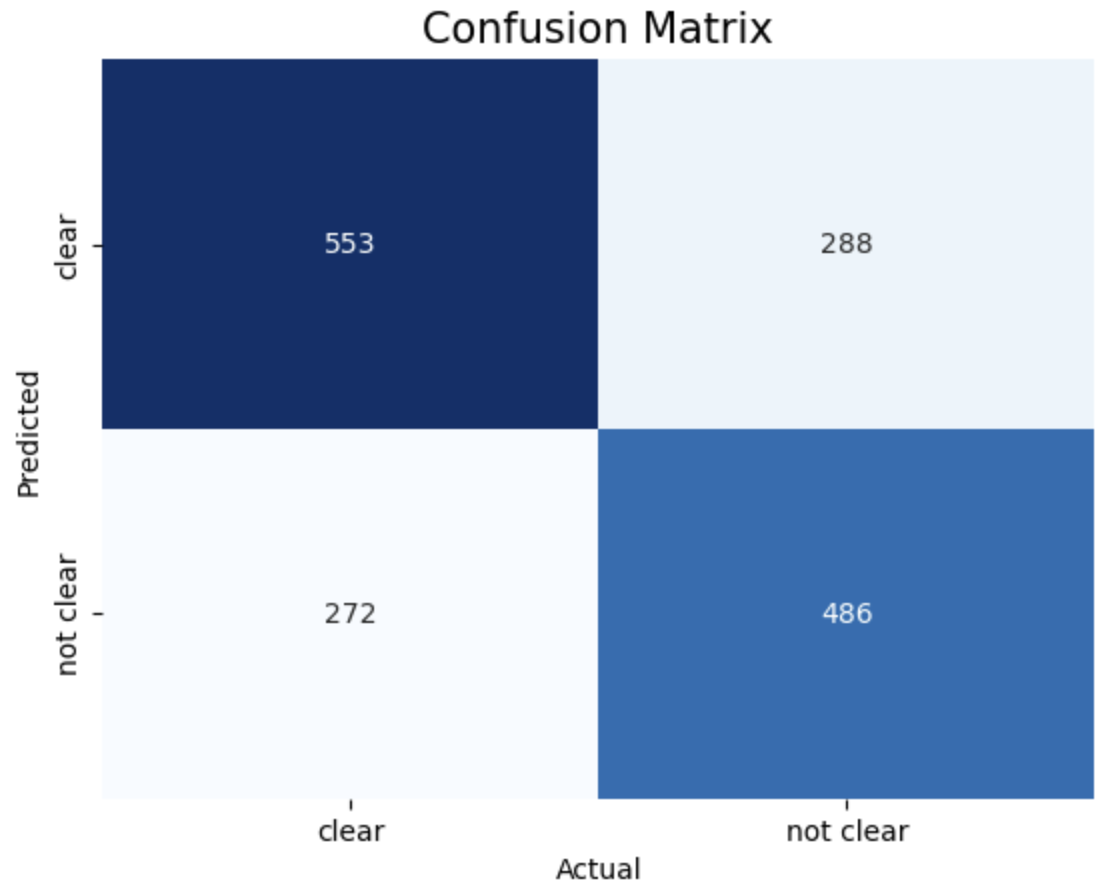 Confusion Matrix
clear
553
288
Predicted
not clear
272
486
clear
not clear
Actual